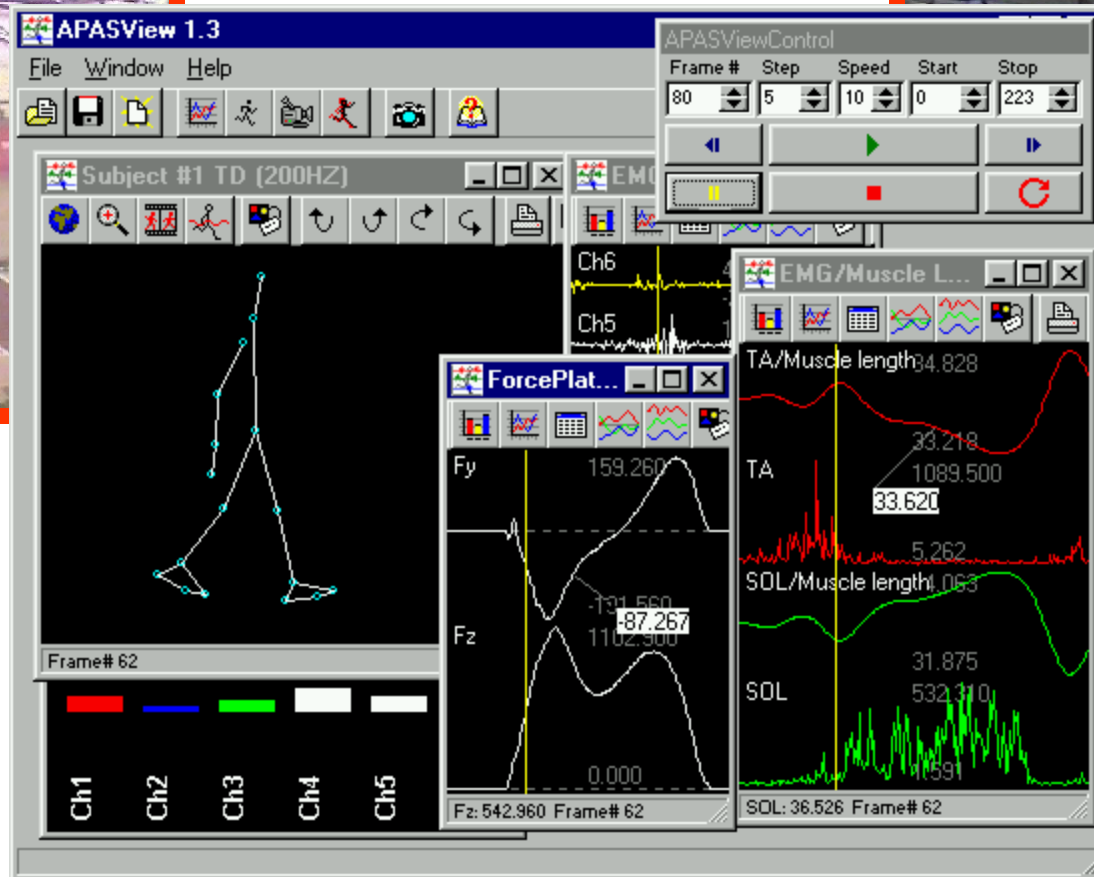 APASView 1.3
File Window Help
APASViewControl
Frame # Step Speed Start Stop
80 5 10 0 223
Subject #1 TD (200HZ)
Frame# 62
Ch1 Ch2 Ch3 Ch4 Ch5
Ch6
Ch5
ForcePlat...
Fy 159.260
-87.267
Fz 1102.900
0.000
Fz: 542.960 Frame# 62
EMG/Muscle L...
TA/Muscle length
33.218
TA 1089.500
33.620
5.262
SOL/Muscle length
31.875
SOL 532.310
SOL: 36.526 Frame# 62